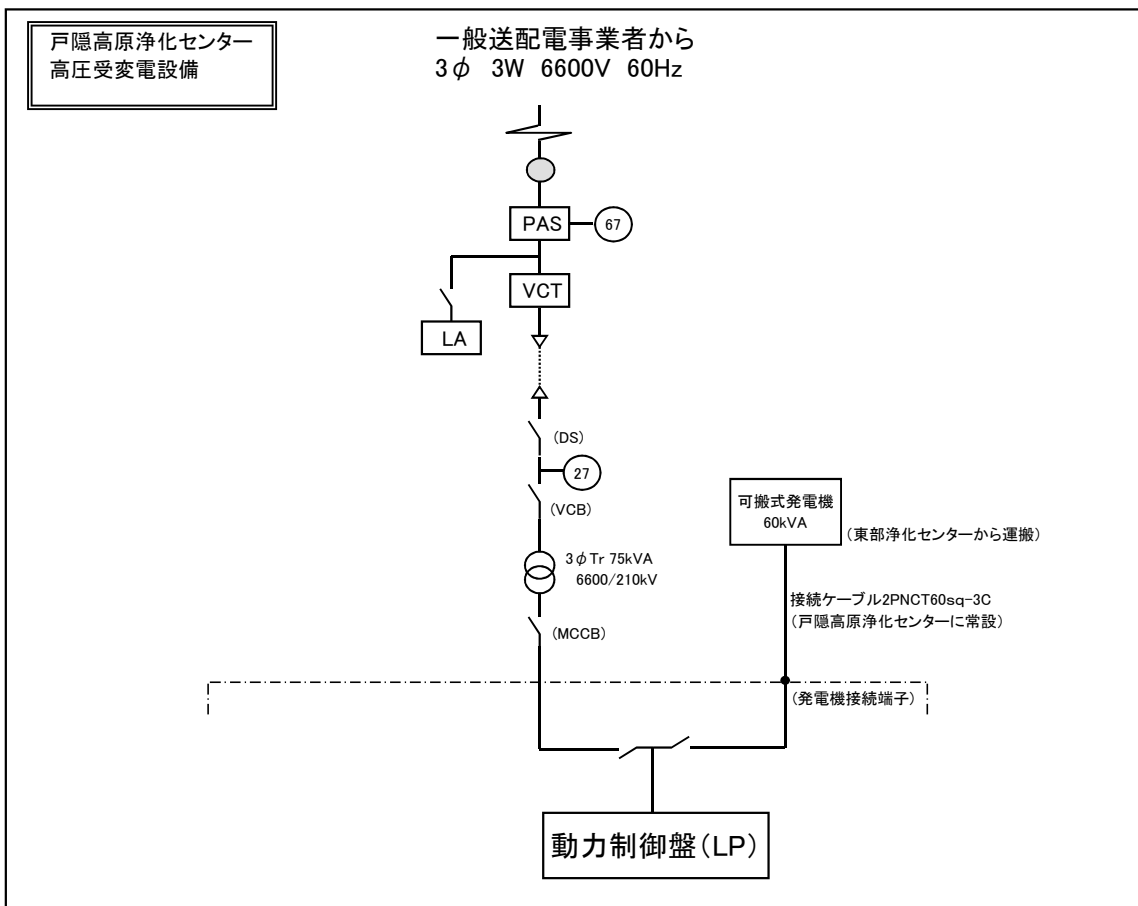 戸隠高原浄化センター
高圧受変電設備
一般送配電事業者から
3φ 3W 6600V 60Hz
PAS
67
VCT
LA
(DS)
27
(VCB)
3φTr 75kVA
6600/210kV
(MCCB)
可搬式発電機
60kVA
(東部浄化センターから運搬)
接続ケーブル2PNCT60sq-3C
(戸隠高原浄化センターに常設)
(発電機接続端子)
動力制御盤(LP)